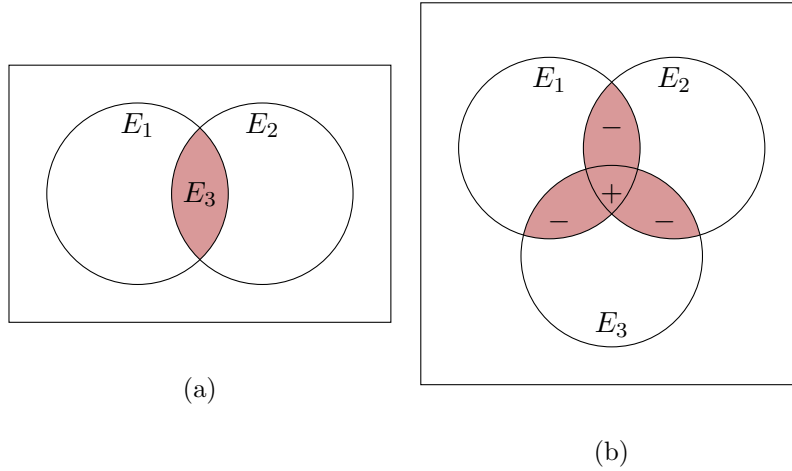 E₁ E₂
E₃
(a)
E₁ E₂
−
+
− −
E₃
(b)